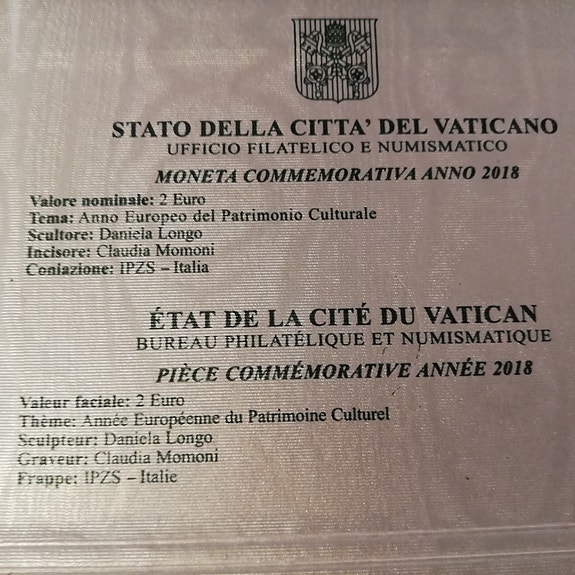 STATO DELLA CITTA' DEL VATICANO
UFFICIO FILATELICO E NUMISMATICO
MONETA COMMEMORATIVA ANNO 2018
Valore nominale: 2 Euro
Tema: Anno Europeo del Patrimonio Culturale
Scultore: Daniela Longo
Incisore: Claudia Momoni
Coniazione: IPZS – Italia
ÉTAT DE LA CITÉ DU VATICAN
BUREAU PHILATÉLIQUE ET NUMISMATIQUE
PIÈCE COMMÉMORATIVE ANNÉE 2018
Valeur faciale: 2 Euro
Thème: Année Européenne du Patrimoine Culturel
Sculpteur: Daniela Longo
Graveur: Claudia Momoni
Frappe: IPZS – Italie